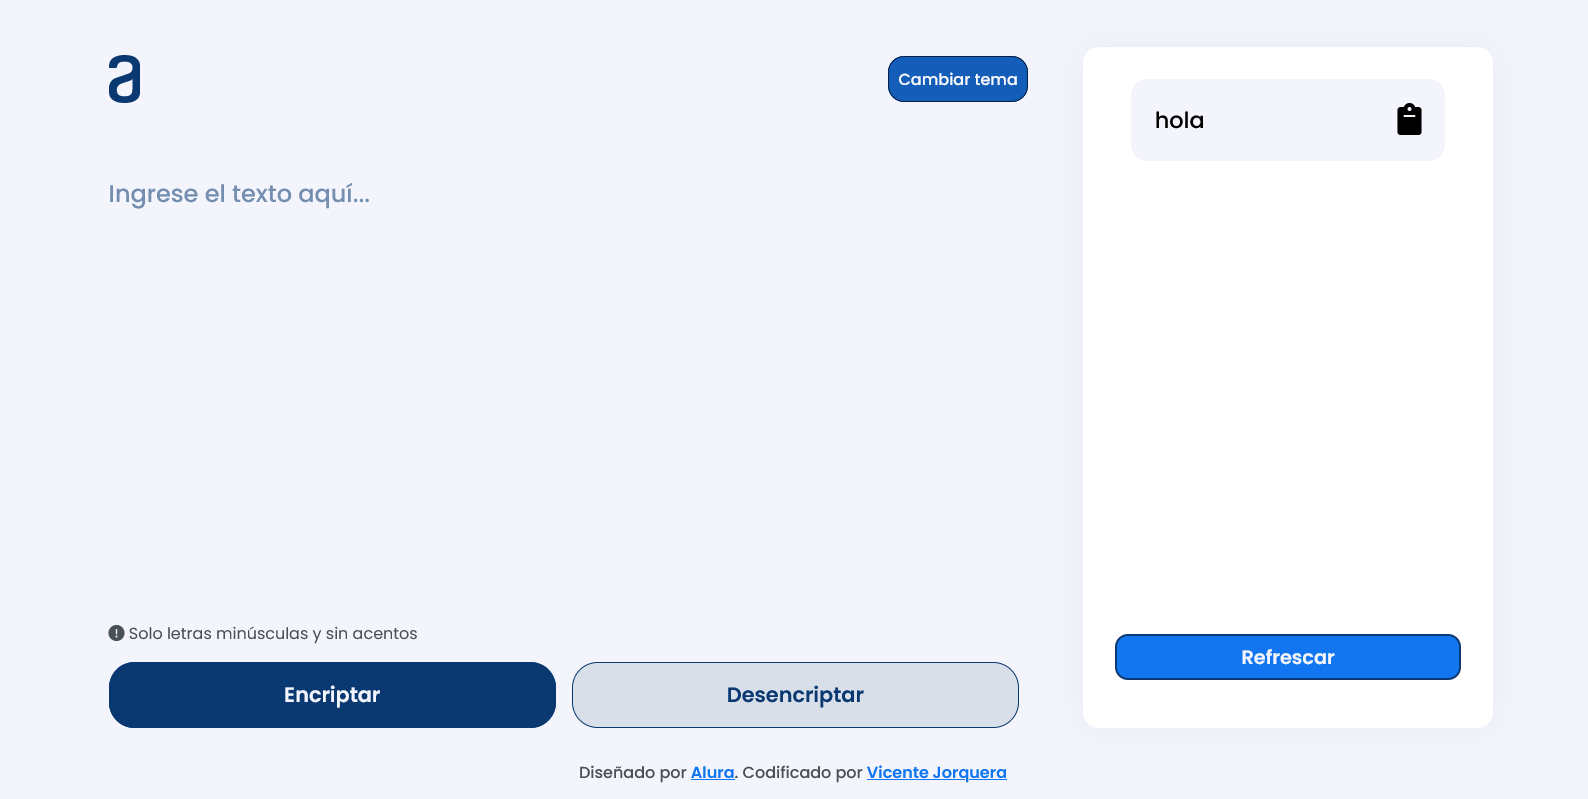 a
Cambiar tema
Ingrese el texto aquí...
Solo letras minúsculas y sin acentos
Encriptar
Desencriptar
hola
Refrescar
Diseñado por Alura. Codificado por Vicente Jorquera